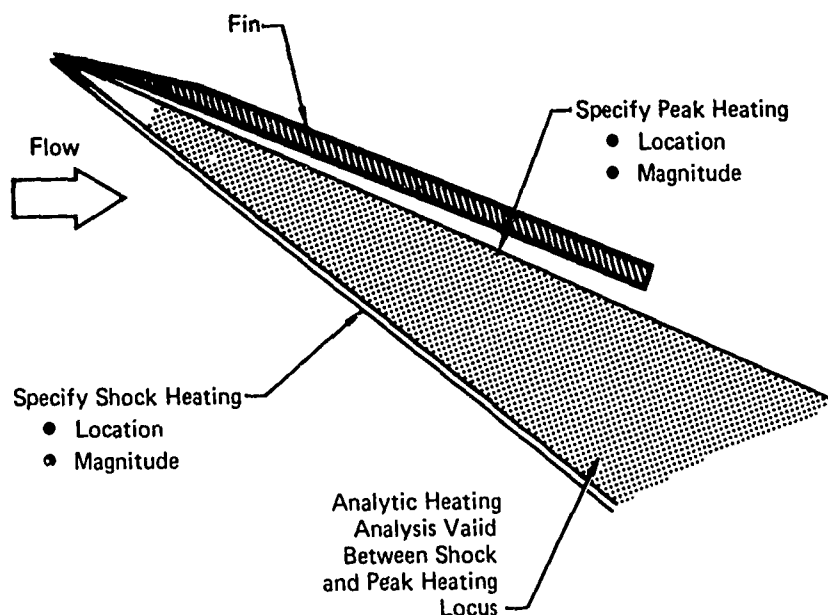 Fin
Flow
Specify Peak Heating
● Location
● Magnitude
Specify Shock Heating
● Location
● Magnitude
Analytic Heating
Analysis Valid
Between Shock
and Peak Heating
Locus